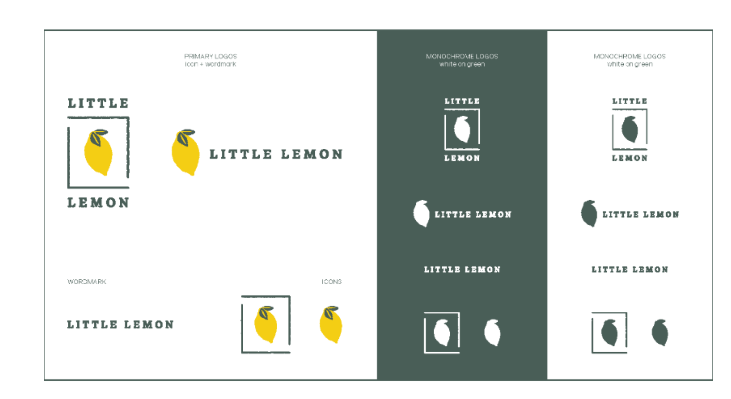 PRIMARY LOGOS
icon + wordmark
LITTLE
LEMON
LITTLE LEMON
WORDMARK
LITTLE LEMON
ICONS
MONOCHROME LOGOS
white on green
LITTLE
LEMON
LITTLE LEMON
LITTLE LEMON
MONOCHROME LOGOS
white on green
LITTLE
LEMON
LITTLE LEMON
LITTLE LEMON